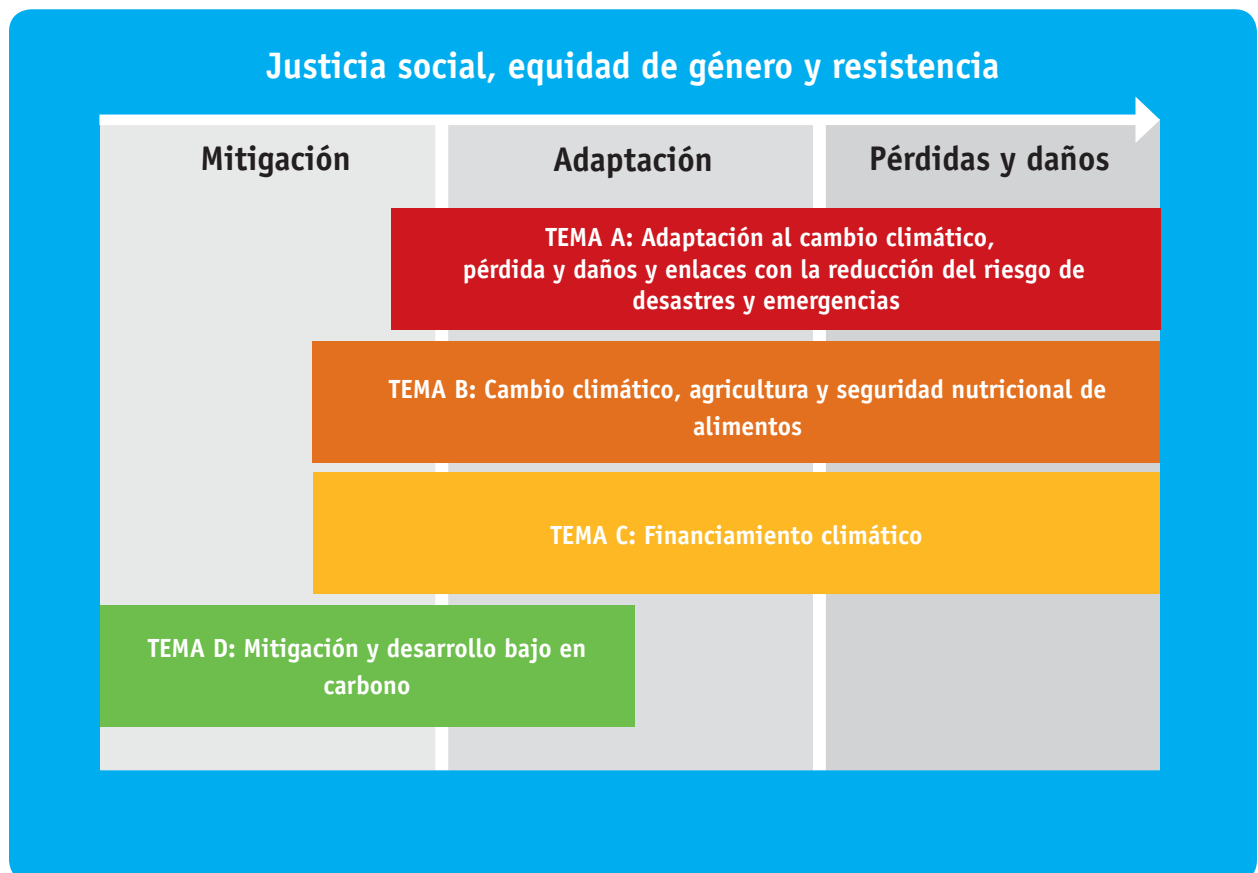 Justicia social, equidad de género y resistencia
Mitigación
Adaptación
Pérdidas y daños
TEMA A: Adaptación al cambio climático,
pérdida y daños y enlaces con la reducción del riesgo de
desastres y emergencias
TEMA B: Cambio climático, agricultura y seguridad nutricional de
alimentos
TEMA C: Financiamiento climático
TEMA D: Mitigación y desarrollo bajo en
carbono